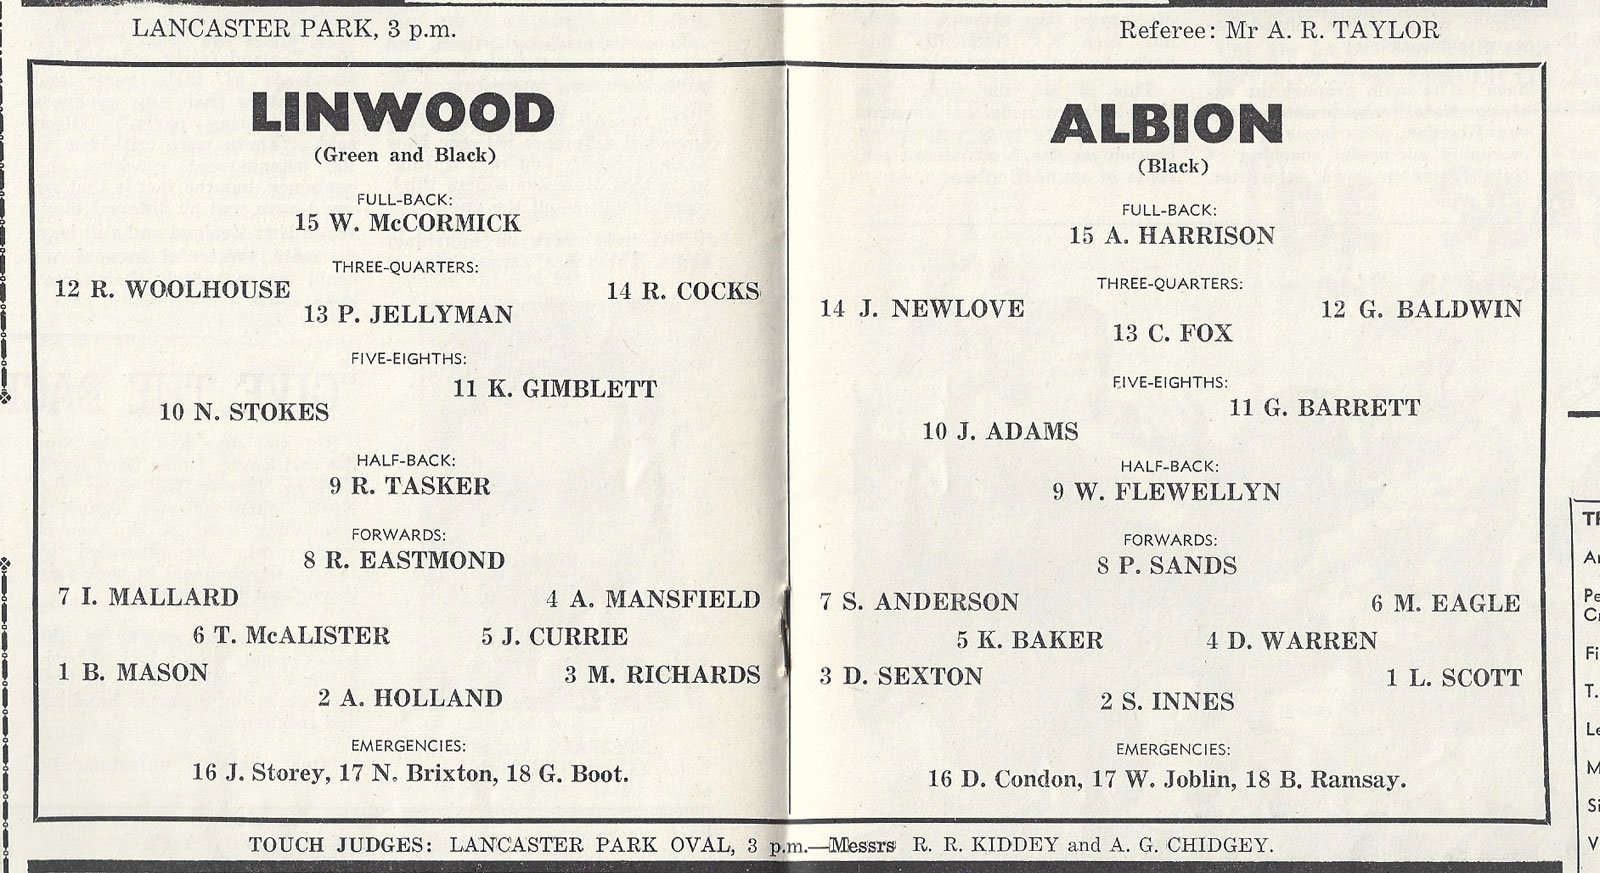 LANCASTER PARK, 3 p.m.
Referee: Mr A. R. TAYLOR
LINWOOD
(Green and Black)
FULL-BACK:
15 W. McCORMICK
THREE-QUARTERS:
12 R. WOOLHOUSE
14 R. COCKS
13 P. JELLYMAN
FIVE-EIGHTHS:
11 K. GIMBLETT
10 N. STOKES
HALF-BACK:
9 R. TASKER
FORWARDS:
8 R. EASTMOND
7 I. MALLARD
4 A. MANSFIELD
6 T. McALISTER
5 J. CURRIE
1 B. MASON
3 M. RICHARDS
2 A. HOLLAND
EMERGENCIES:
16 J. Storey, 17 N. Brixton, 18 G. Boot.
ALBION
(Black)
FULL-BACK:
15 A. HARRISON
THREE-QUARTERS:
14 J. NEWLOVE
12 G. BALDWIN
13 C. FOX
FIVE-EIGHTHS:
11 G. BARRETT
10 J. ADAMS
HALF-BACK:
9 W. FLEWELLYN
FORWARDS:
8 P. SANDS
7 S. ANDERSON
6 M. EAGLE
5 K. BAKER
4 D. WARREN
3 D. SEXTON
1 L. SCOTT
2 S. INNES
EMERGENCIES:
16 D. Condon, 17 W. Joblin, 18 B. Ramsay.
TOUCH JUDGES: LANCASTER PARK OVAL, 3 p.m.—Messrs R. R. KIDDEY and A. G. CHIDGEY.